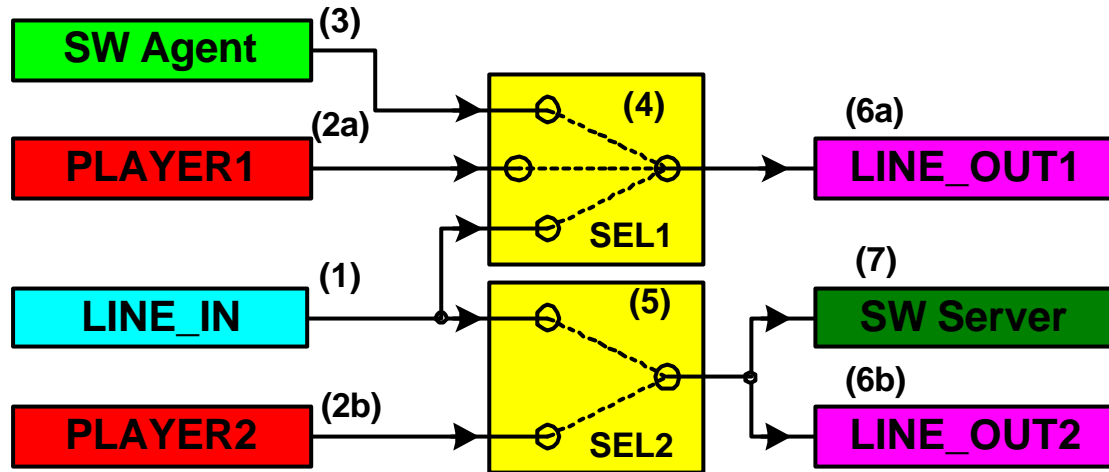 (3)
SW Agent
(2a)
(4)
(6a)
PLAYER1
LINE_OUT1
SEL1
(1)
(5)
(7)
LINE_IN
SW Server
(2b)
(6b)
PLAYER2
SEL2
LINE_OUT2